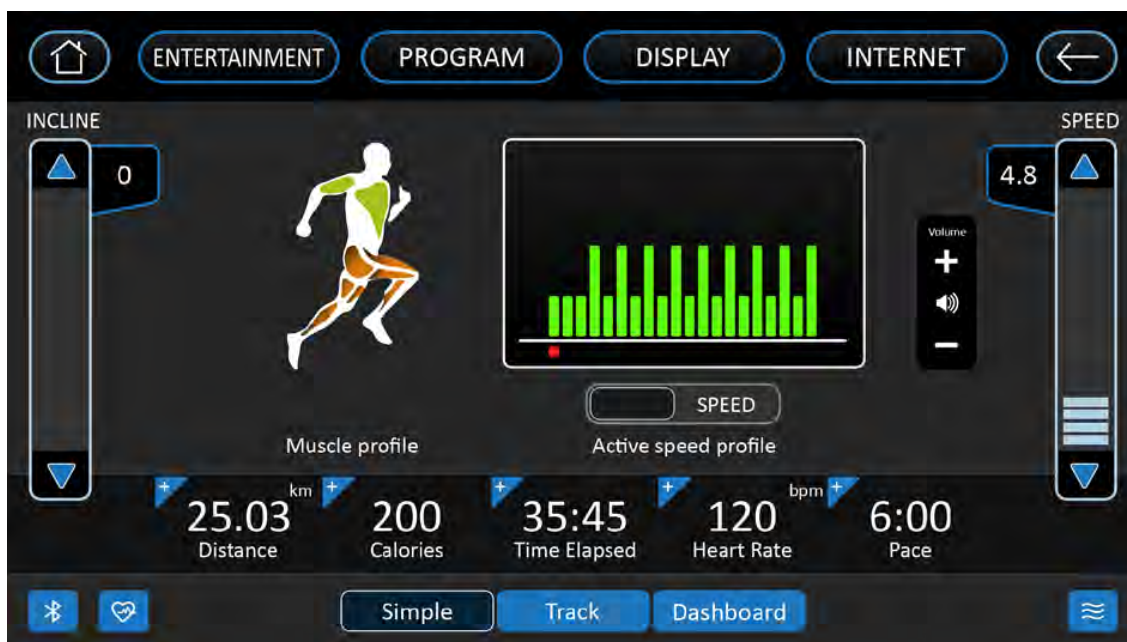 ENTERTAINMENT PROGRAM DISPLAY INTERNET
INCLINE SPEED
0 4.8
Volume
+
−
SPEED
Muscle profile Active speed profile
+ km + + + bpm +
25.03 200 35:45 120 6:00
Distance Calories Time Elapsed Heart Rate Pace
Simple Track Dashboard